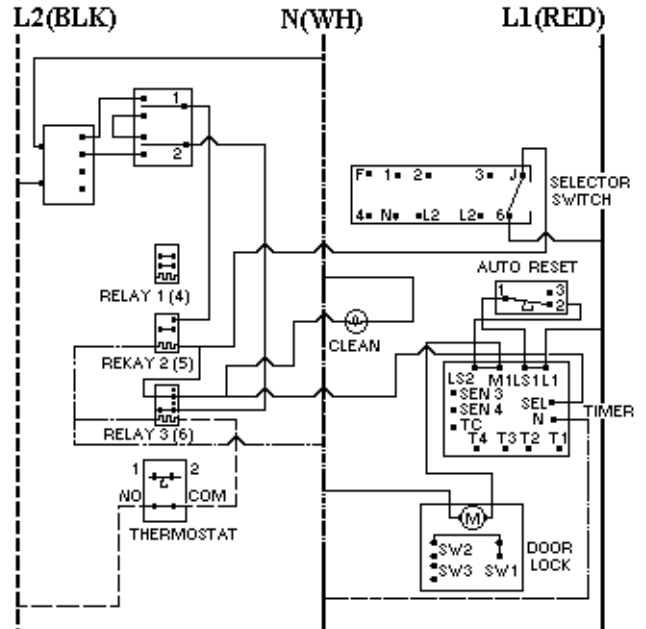 L2(BLK) N(WH) L1(RED)
1
2
F 1 2 3 J
4 N L2 L2 6
SELECTOR
SWITCH
AUTO RESET
1 3
2
RELAY 1 (4)
CLEAN
REKAY 2 (5)
LS2 M1 LS1 L1
SEN 3
SEN 4
SEL
TC
N
T4 T3 T2 T1
TIMER
RELAY 3 (6)
1 2
NO COM
THERMOSTAT
M
SW2
SW3 SW1
DOOR
LOCK